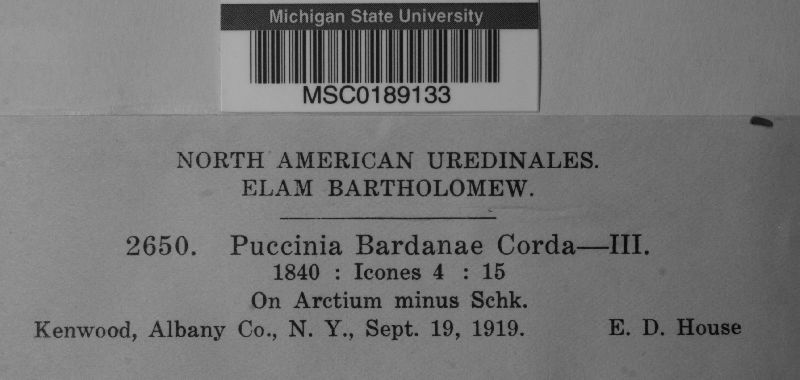 Michigan State University
MSC0189133
NORTH AMERICAN UREDINALES.
ELAM BARTHOLOMEW.
2650. Puccinia Bardanae Corda—III.
1840 : Icones 4 : 15
On Arctium minus Schk.
Kenwood, Albany Co., N. Y., Sept. 19, 1919. E. D. House